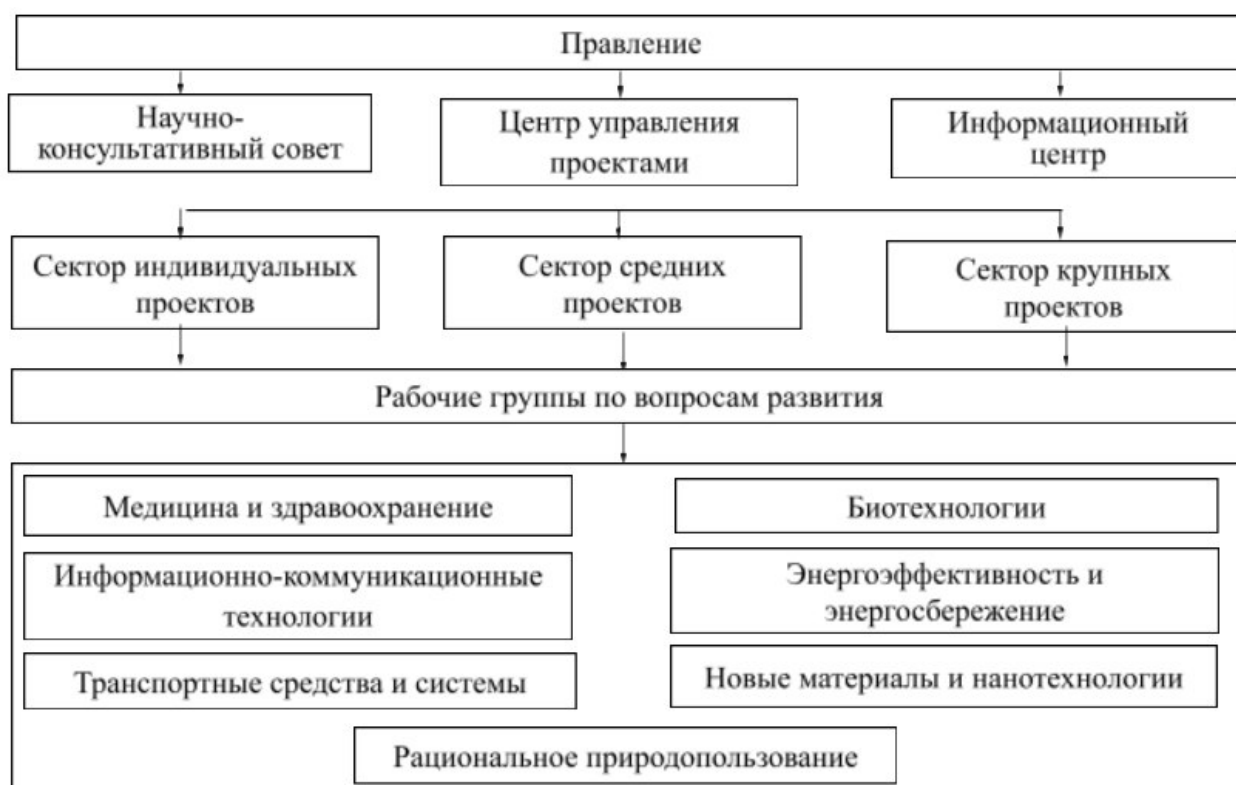 Правление
Научно-
консультативный совет
Центр управления
проектами
Информационный
центр
Сектор индивидуальных
проектов
Сектор средних
проектов
Сектор крупных
проектов
Рабочие группы по вопросам развития
Медицина и здравоохранение
Биотехнологии
Информационно-коммуникационные
технологии
Энергоэффективность и
энергосбережение
Транспортные средства и системы
Новые материалы и нанотехнологии
Рациональное природопользование